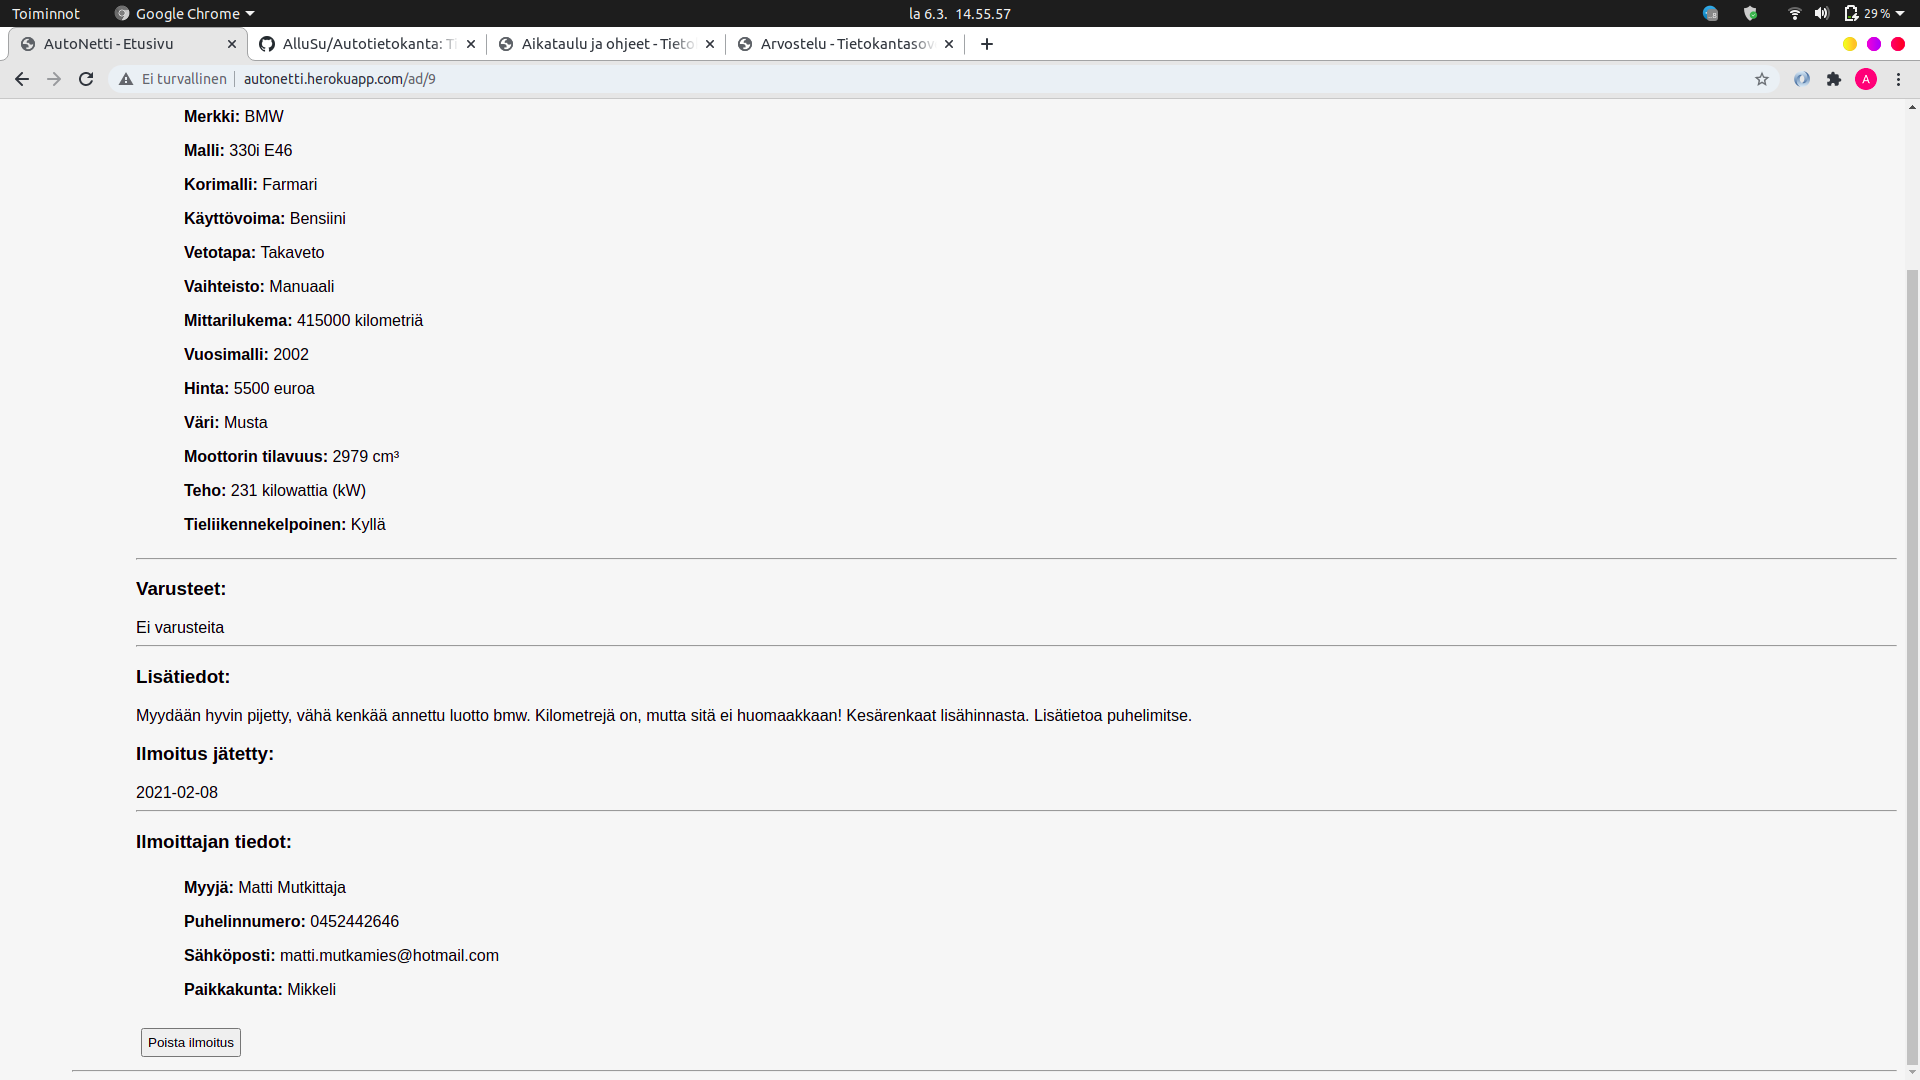 Toiminnot Google Chrome la 6.3. 14.55.57 29 %
AutoNetti - Etusivu AlluSu/Autotietokanta: Ti Aikataulu ja ohjeet - Tieto Arvostelu - Tietokantasov
Ei turvallinen autonetti.herokuapp.com/ad/9 A
Merkki: BMW
Malli: 330i E46
Korimalli: Farmari
Käyttövoima: Bensiini
Vetotapa: Takaveto
Vaihteisto: Manuaali
Mittarilukema: 415000 kilometriä
Vuosimalli: 2002
Hinta: 5500 euroa
Väri: Musta
Moottorin tilavuus: 2979 cm³
Teho: 231 kilowattia (kW)
Tieliikennekelpoinen: Kyllä
Varusteet:
Ei varusteita
Lisätiedot:
Myydään hyvin pijetty, vähä kenkää annettu luotto bmw. Kilometrejä on, mutta sitä ei huomaakkaan! Kesärenkaat lisähinnasta. Lisätietoa puhelimitse.
Ilmoitus jätetty:
2021-02-08
Ilmoittajan tiedot:
Myyjä: Matti Mutkittaja
Puhelinnumero: 0452442646
Sähköposti: matti.mutkamies@hotmail.com
Paikkakunta: Mikkeli
Poista ilmoitus